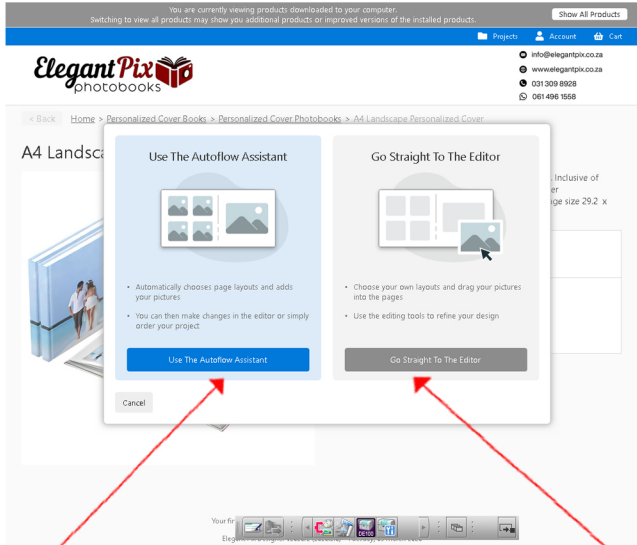 You are currently viewing products downloaded to your computer.
Switching to view all products may show you additional products or improved versions of the installed products.
Show All Products
Projects Account Cart
ElegantPix
photobooks
info@elegantpix.co.za
www.elegantpix.co.za
031 309 8928
061 496 1558
< Back Home > Personalized Cover Books > Personalized Cover Photobooks > A4 Landscape Personalized Cover
A4 Landsca
Inclusive of
er
ge size 29.2 x
Use The Autoflow Assistant
• Automatically chooses page layouts and adds
your pictures
• You can then make changes in the editor or simply
order your project
Use The Autoflow Assistant
Go Straight To The Editor
• Choose your own layouts and drag your pictures
into the pages
• Use the editing tools to refine your design
Go Straight To The Editor
Cancel
Your fir
DE100